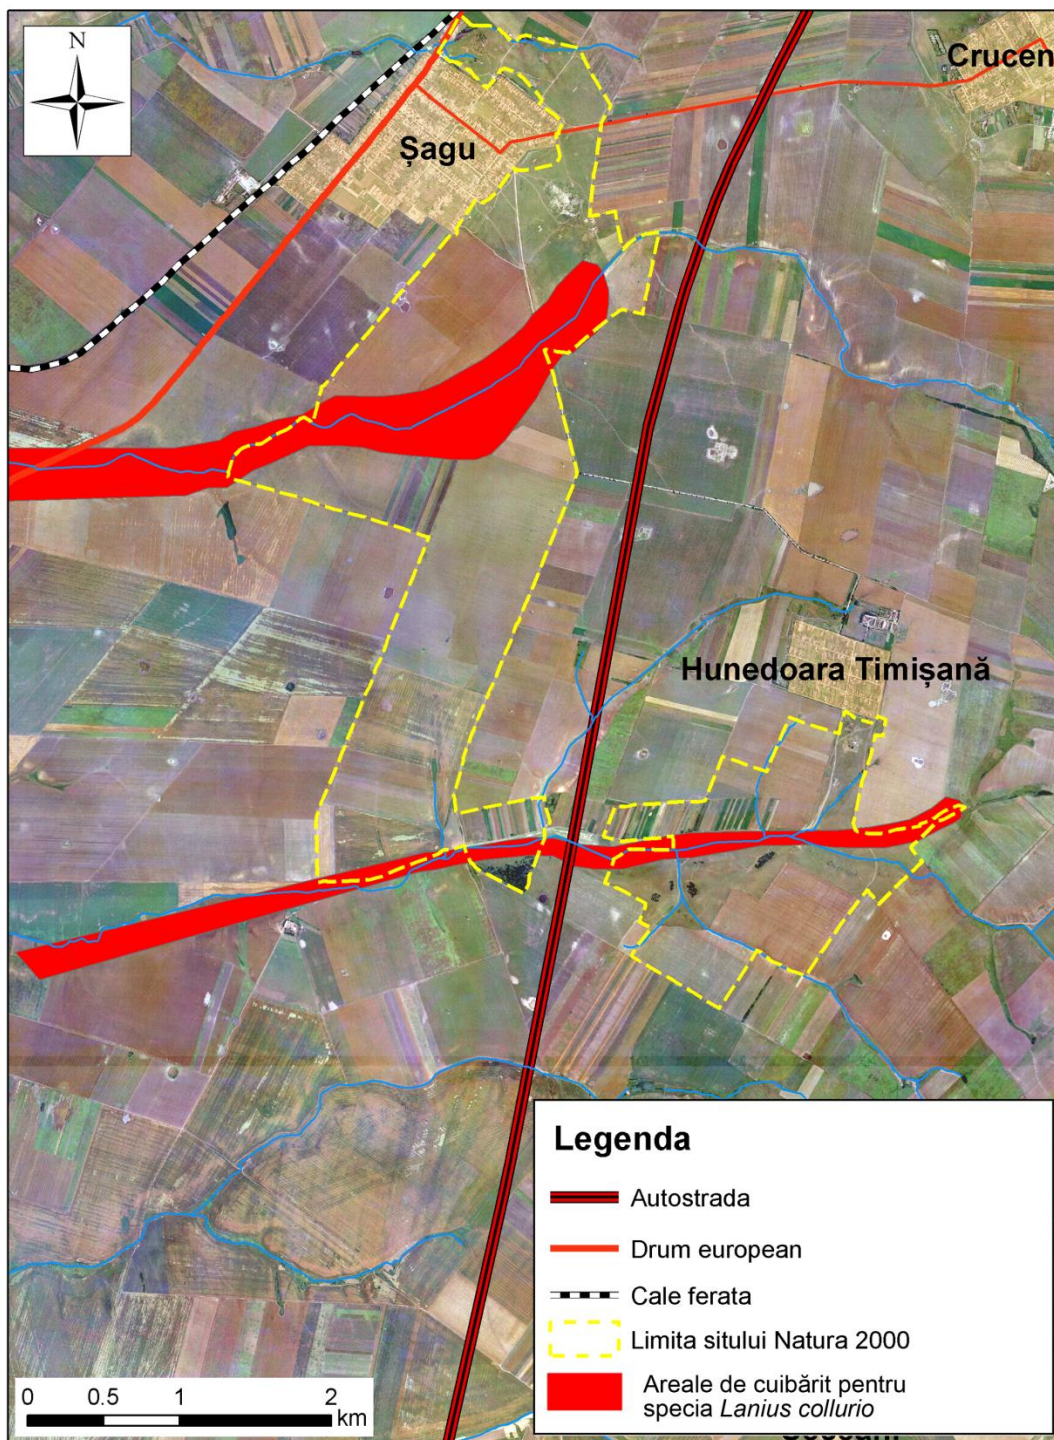 N
Crucen
Șagu
Hunedoara Timișană
Legenda
Autostrada
Drum european
Cale ferata
Limita sitului Natura 2000
Areale de cuibărit pentru
specia Lanius collurio
0 0.5 1 2
km